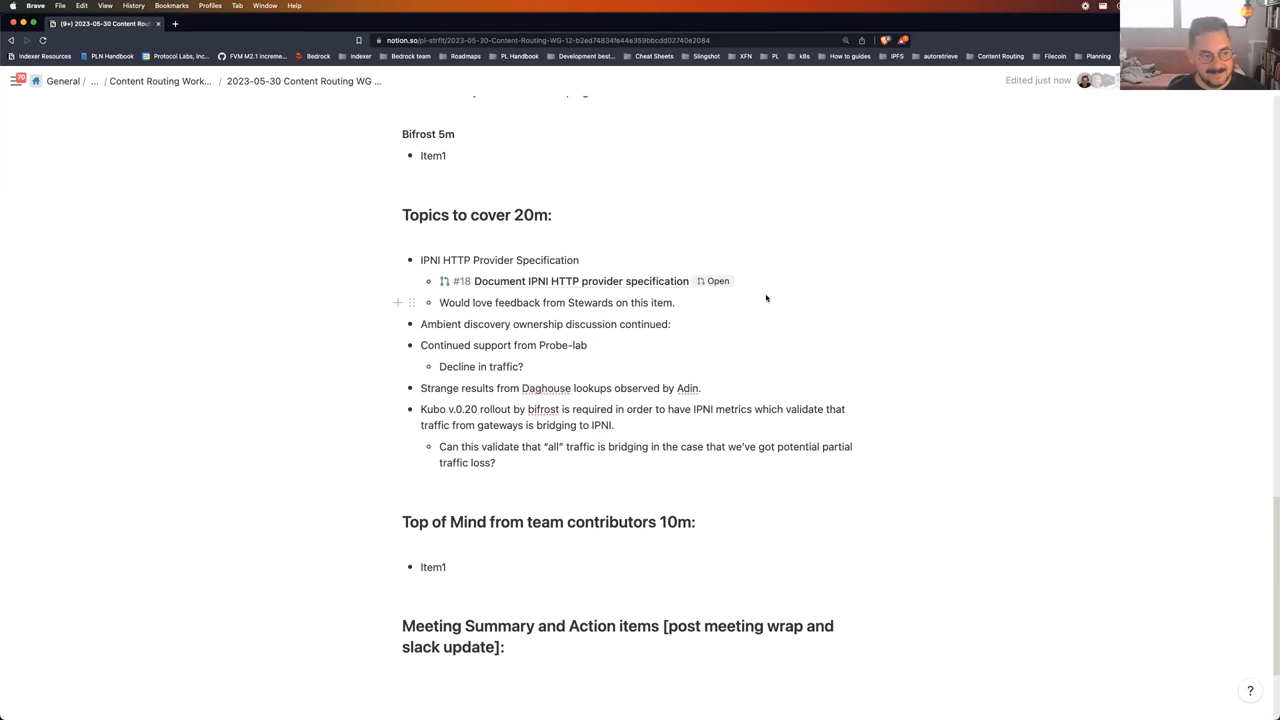 Brave File Edit View History Bookmarks Profiles Tab Window Help
(9+) 2023-05-30 Content Rou
notion.so/pl-strflt/2023-05-30-Content-Routing-WG-12-b2ed74834fe44e359bbcdd02740e2084
Indexer Resources PLN Handbook Protocol Labs, Inc... FVM M2.1 increme... Bedrock Indexer Bedrock team Roadmaps PL Handbook Development best... Cheat Sheets XFN PL k8s How to guides IPFS Slingshot autoretrieve Content Routing Filecoin Planning
70 General / ... / Content Routing Work... / 2023-05-30 Content Routing WG ... Edited just now
Bifrost 5m
• Item1
Topics to cover 20m:
• IPNI HTTP Provider Specification
◦ #18 Document IPNI HTTP provider specification Open
◦ Would love feedback from Stewards on this item.
• Ambient discovery ownership discussion continued:
• Continued support from Probe-lab
◦ Decline in traffic?
• Strange results from Daghouse lookups observed by Adin.
• Kubo v.0.20 rollout by bifrost is required in order to have IPNI metrics which validate that
traffic from gateways is bridging to IPNI.
◦ Can this validate that “all” traffic is bridging in the case that we’ve got potential partial
traffic loss?
Top of Mind from team contributors 10m:
• Item1
Meeting Summary and Action items [post meeting wrap and
slack update]:
?